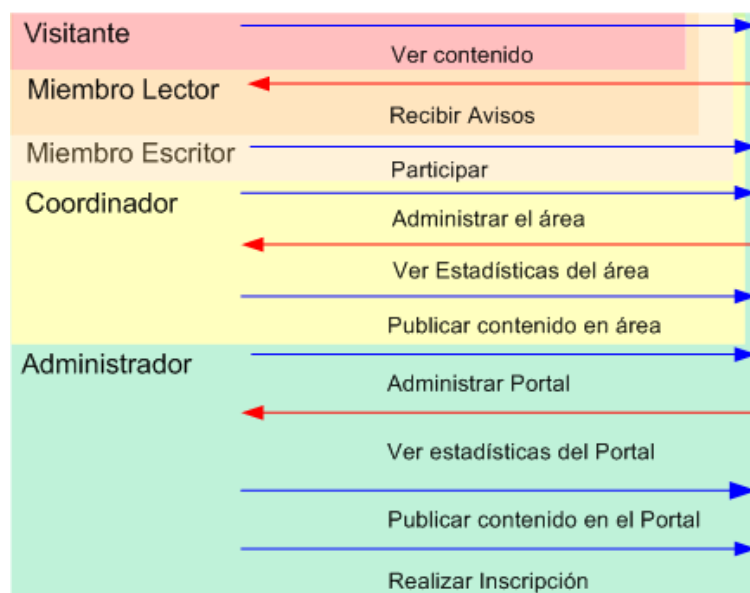 Visitante
Ver contenido
Miembro Lector
Recibir Avisos
Miembro Escritor
Participar
Coordinador
Administrar el área
Ver Estadísticas del área
Publicar contenido en área
Administrador
Administrar Portal
Ver estadísticas del Portal
Publicar contenido en el Portal
Realizar Inscripción